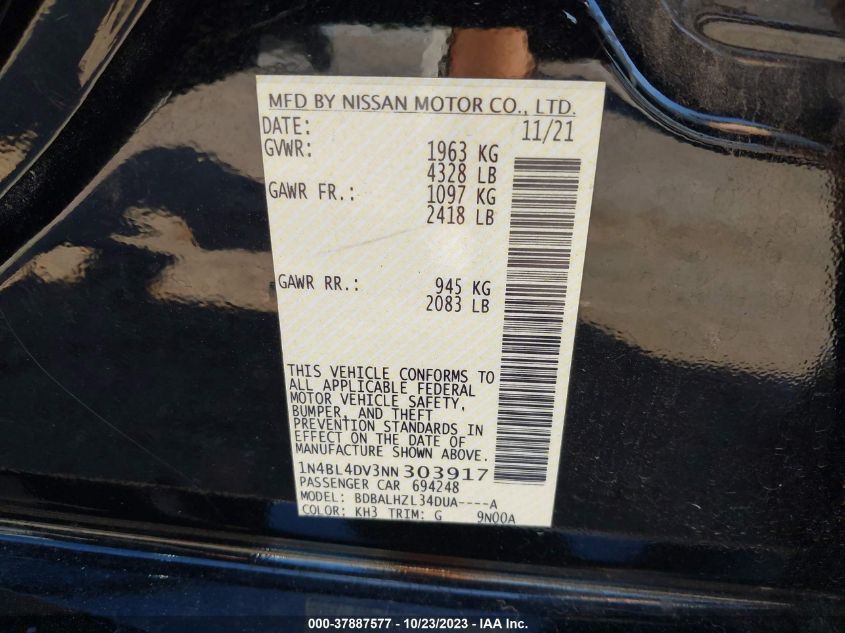 MFD BY NISSAN MOTOR CO., LTD.
DATE: 11/21
GVWR: 1963 KG
4328 LB
GAWR FR.: 1097 KG
2418 LB
GAWR RR.: 945 KG
2083 LB
THIS VEHICLE CONFORMS TO
ALL APPLICABLE FEDERAL
MOTOR VEHICLE SAFETY,
BUMPER, AND THEFT
PREVENTION STANDARDS IN
EFFECT ON THE DATE OF
MANUFACTURE SHOWN ABOVE.
1N4BL4DV3NN303917
PASSENGER CAR 694248
MODEL: BDBALHZL34DUA----A
COLOR: KH3 TRIM: G 9N00A
000-37887577 - 10/23/2023 - IAA Inc.